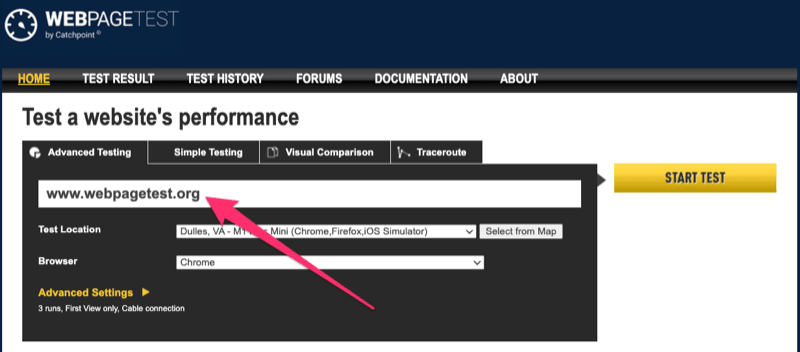 WEBPAGETEST
by Catchpoint®
HOME TEST RESULT TEST HISTORY FORUMS DOCUMENTATION ABOUT
Test a website's performance
Advanced Testing Simple Testing Visual Comparison Traceroute
www.webpagetest.org
START TEST
Test Location Dulles, VA - M1 Mini (Chrome,Firefox,iOS Simulator) Select from Map
Browser Chrome
Advanced Settings
3 runs, First View only, Cable connection